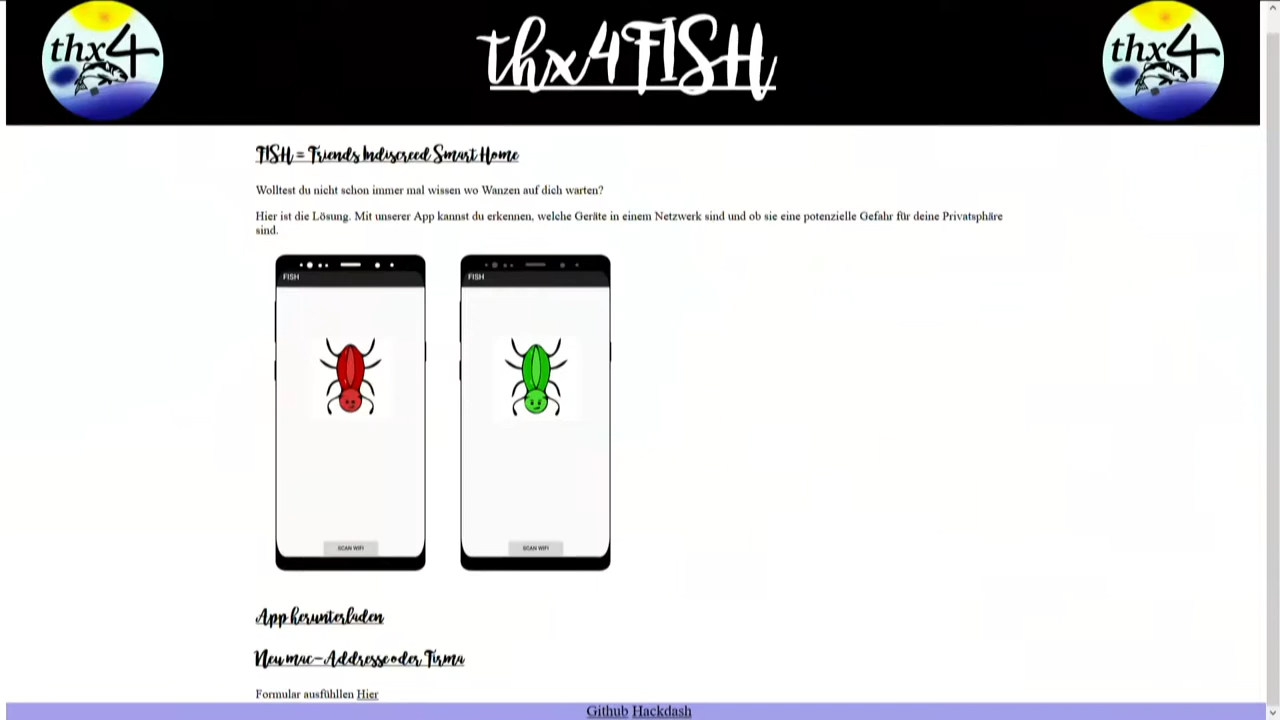 thx4
thx4FISH
thx4
FISH = Friends Indiscreed Smart Home
Wolltest du nicht schon immer mal wissen wo Wanzen auf dich warten?
Hier ist die Lösung. Mit unserer App kannst du erkennen, welche Geräte in einem Netzwerk sind und ob sie eine potenzielle Gefahr für deine Privatsphäre
sind.
FISH
FISH
SCAN WIFI
SCAN WIFI
App herunterladen
Neu mac-Addresse oder Firma
Formular ausfühllen Hier
Github Hackdash